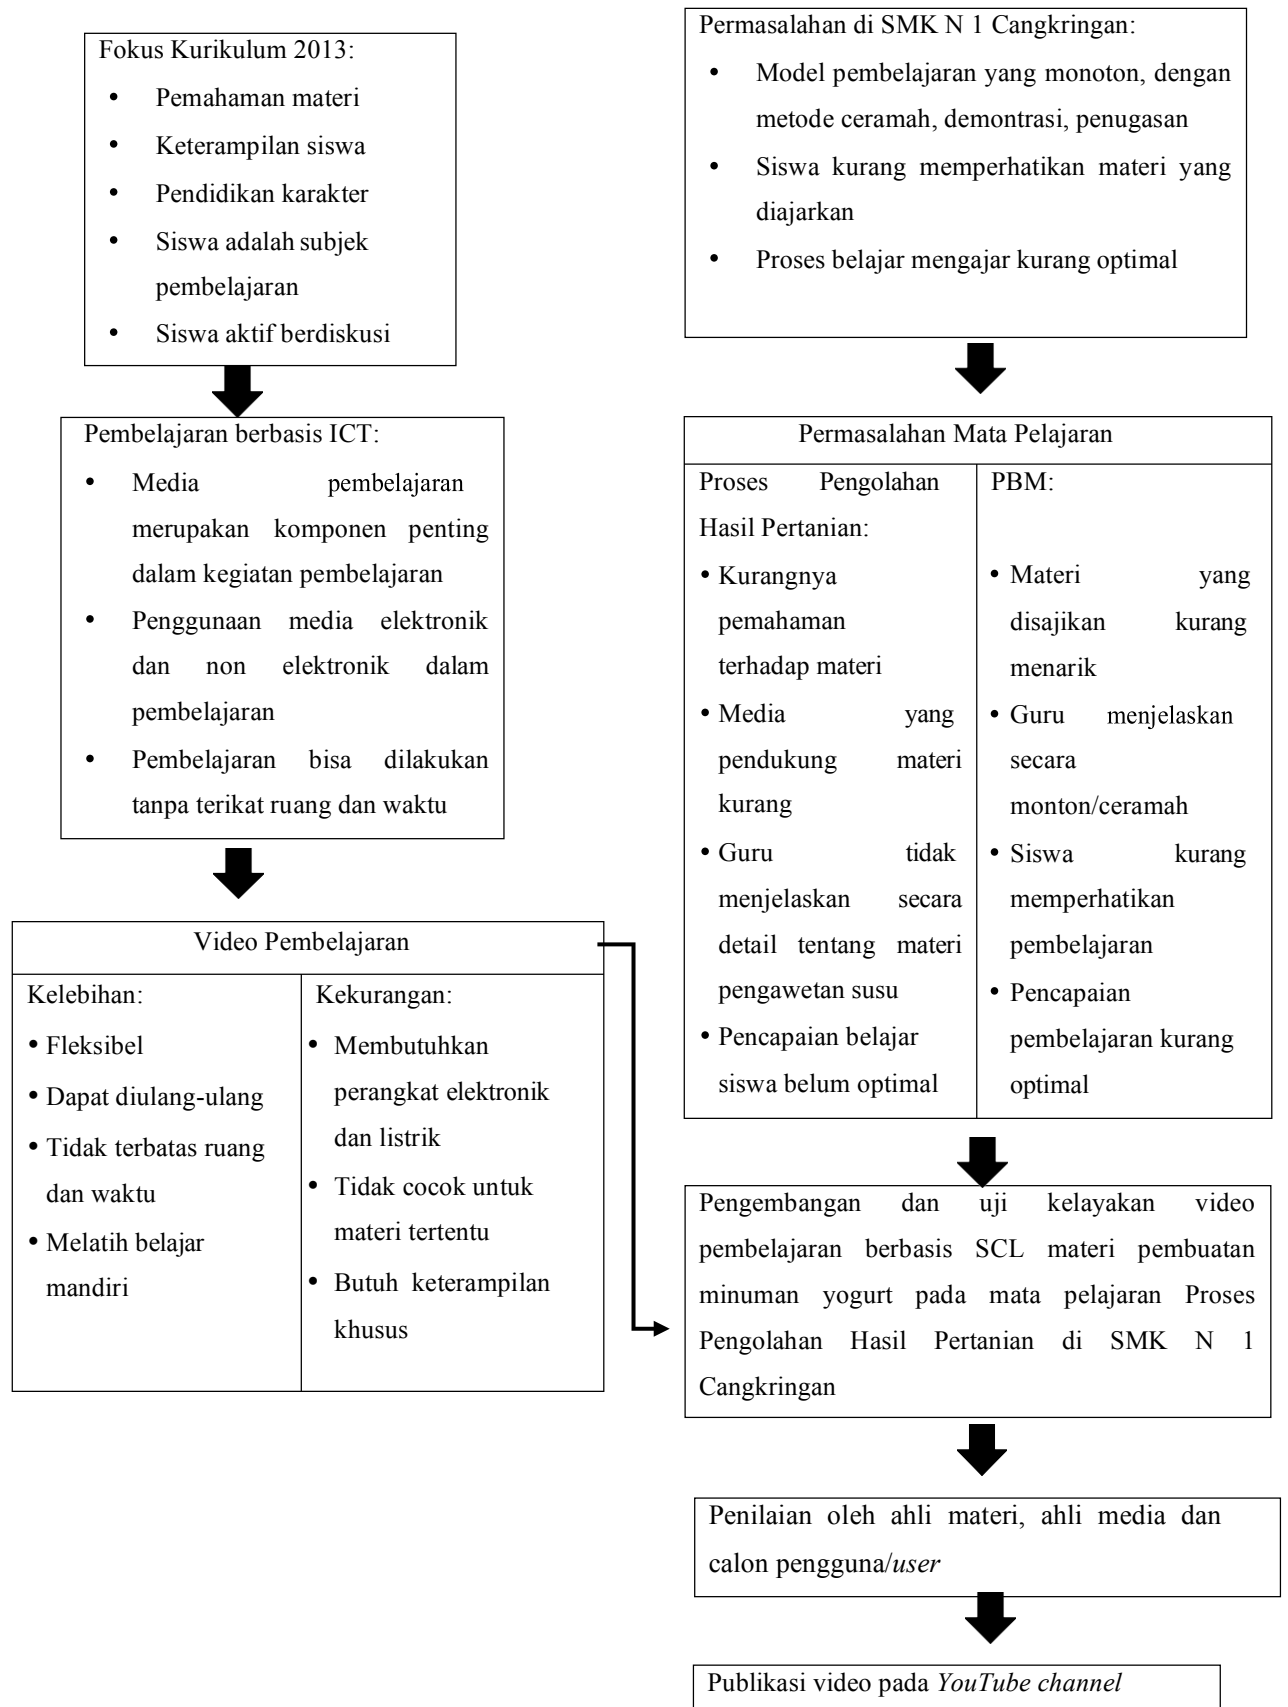 Fokus Kurikulum 2013:
• Pemahaman materi
• Keterampilan siswa
• Pendidikan karakter
• Siswa adalah subjek
pembelajaran
• Siswa aktif berdiskusi
Pembelajaran berbasis ICT:
• Media pembelajaran
merupakan komponen penting
dalam kegiatan pembelajaran
• Penggunaan media elektronik
dan non elektronik dalam
pembelajaran
• Pembelajaran bisa dilakukan
tanpa terikat ruang dan waktu
Video Pembelajaran
Kelebihan:
• Fleksibel
• Dapat diulang-ulang
• Tidak terbatas ruang
dan waktu
• Melatih belajar
mandiri
Kekurangan:
• Membutuhkan
perangkat elektronik
dan listrik
• Tidak cocok untuk
materi tertentu
• Butuh keterampilan
khusus
Permasalahan di SMK N 1 Cangkringan:
• Model pembelajaran yang monoton, dengan
metode ceramah, demontrasi, penugasan
• Siswa kurang memperhatikan materi yang
diajarkan
• Proses belajar mengajar kurang optimal
Permasalahan Mata Pelajaran
Proses Pengolahan
Hasil Pertanian:
• Kurangnya
pemahaman
terhadap materi
• Media yang
pendukung materi
kurang
• Guru tidak
menjelaskan secara
detail tentang materi
pengawetan susu
• Pencapaian belajar
siswa belum optimal
PBM:
• Materi yang
disajikan kurang
menarik
• Guru menjelaskan
secara
monton/ceramah
• Siswa kurang
memperhatikan
pembelajaran
• Pencapaian
pembelajaran kurang
optimal
Pengembangan dan uji kelayakan video
pembelajaran berbasis SCL materi pembuatan
minuman yogurt pada mata pelajaran Proses
Pengolahan Hasil Pertanian di SMK N 1
Cangkringan
Penilaian oleh ahli materi, ahli media dan
calon pengguna/user
Publikasi video pada YouTube channel